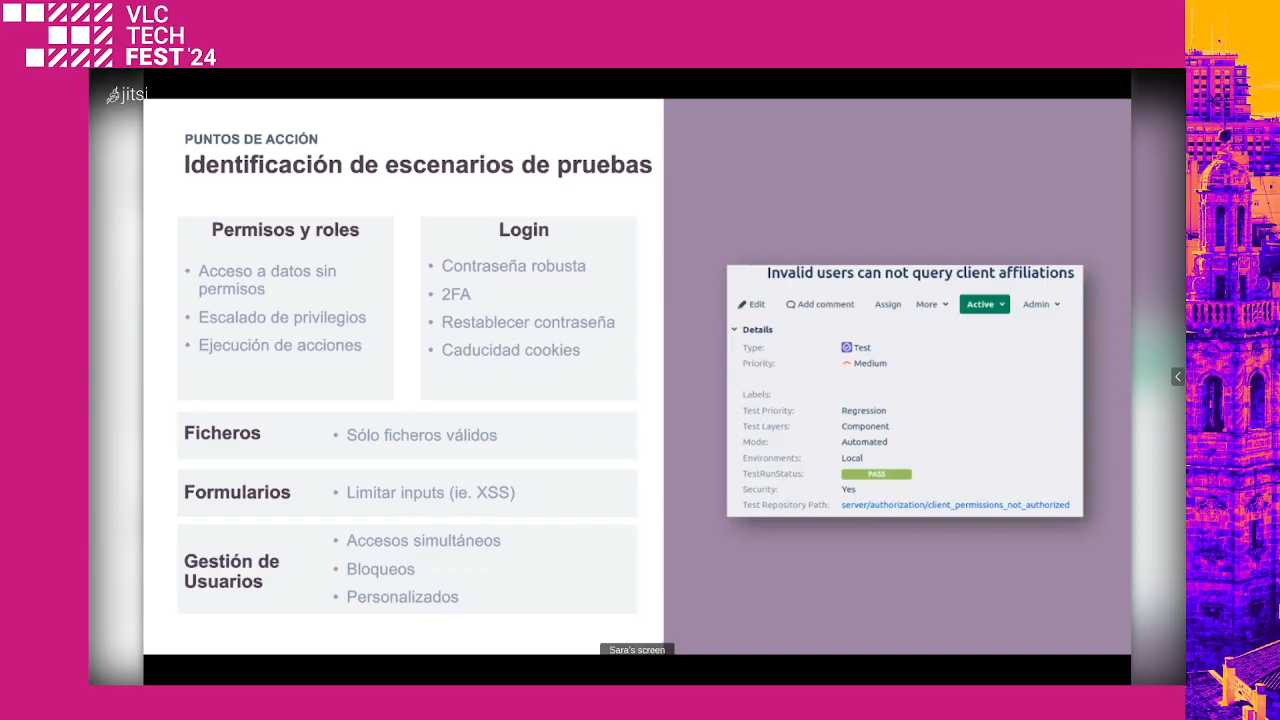 VLC
TECH
FEST '24
jitsi
PUNTOS DE ACCIÓN
Identificación de escenarios de pruebas
Permisos y roles
• Acceso a datos sin
permisos
• Escalado de privilegios
• Ejecución de acciones
Login
• Contraseña robusta
• 2FA
• Restablecer contraseña
• Caducidad cookies
Ficheros
• Sólo ficheros válidos
Formularios
• Limitar inputs (ie. XSS)
Gestión de
Usuarios
• Accesos simultáneos
• Bloqueos
• Personalizados
Invalid users can not query client affiliations
Edit Add comment Assign More Active Admin
Details
Type: Test
Priority: Medium
Labels:
Test Priority: Regression
Test Layers: Component
Mode: Automated
Environments: Local
TestRunStatus: PASS
Security: Yes
Test Repository Path: server/authorization/client_permissions_not_authorized
Sara's screen